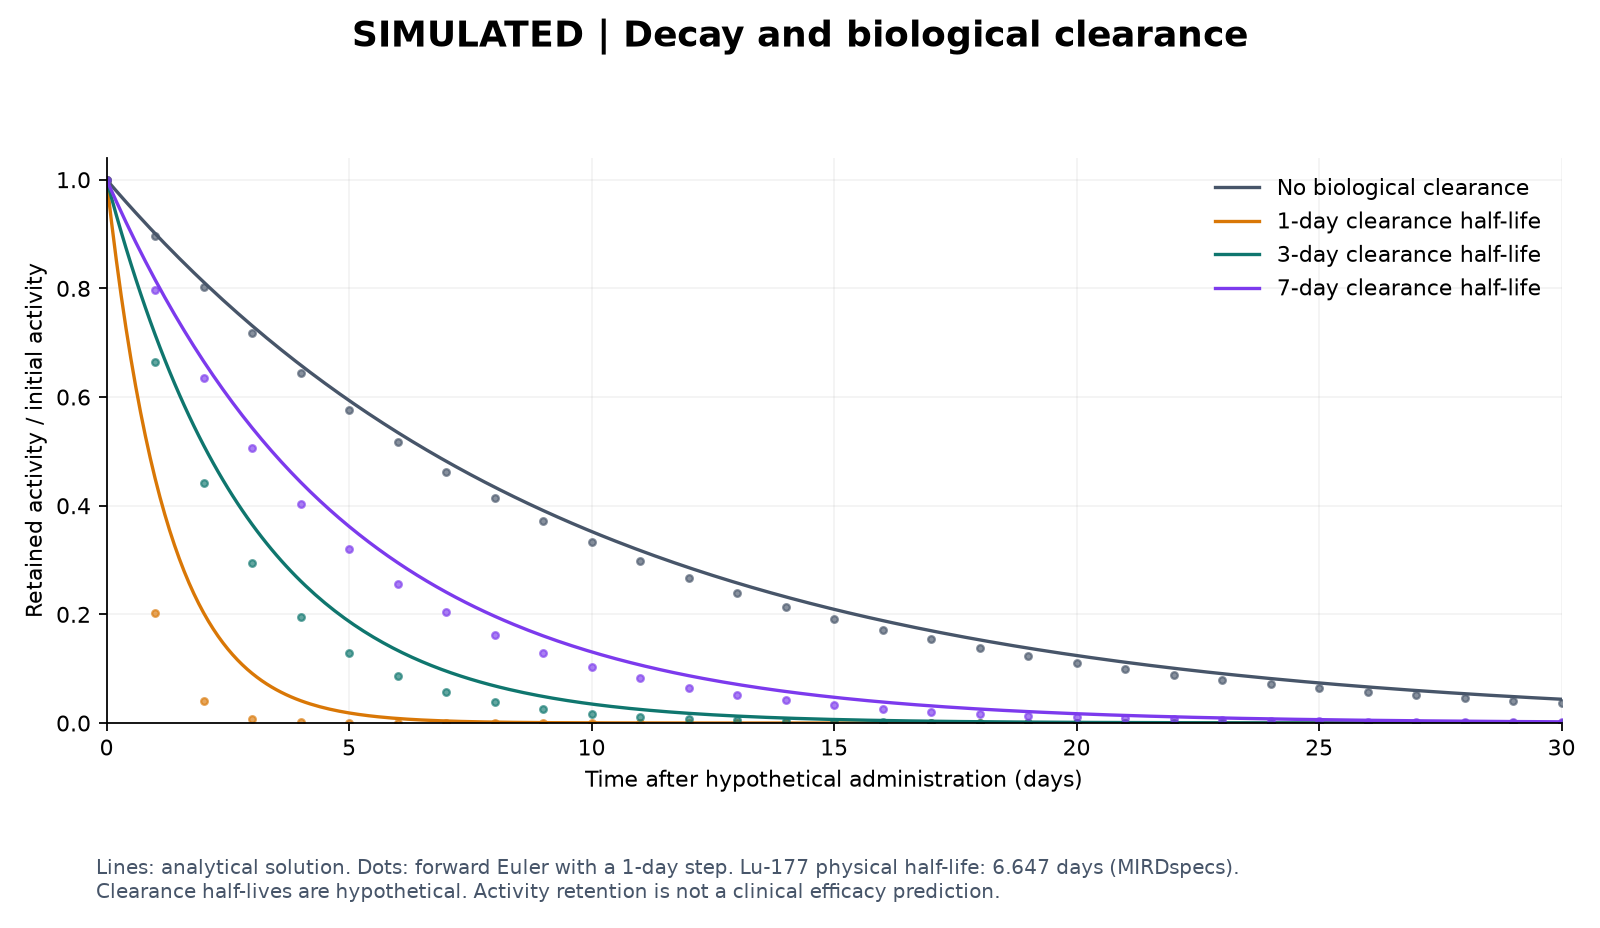 SIMULATED | Decay and biological clearance
Retained activity / initial activity
1.0
0.8
0.6
0.4
0.2
0.0
No biological clearance
1-day clearance half-life
3-day clearance half-life
7-day clearance half-life
0 5 10 15 20 25 30
Time after hypothetical administration (days)
Lines: analytical solution. Dots: forward Euler with a 1-day step. Lu-177 physical half-life: 6.647 days (MIRDspecs).
Clearance half-lives are hypothetical. Activity retention is not a clinical efficacy prediction.